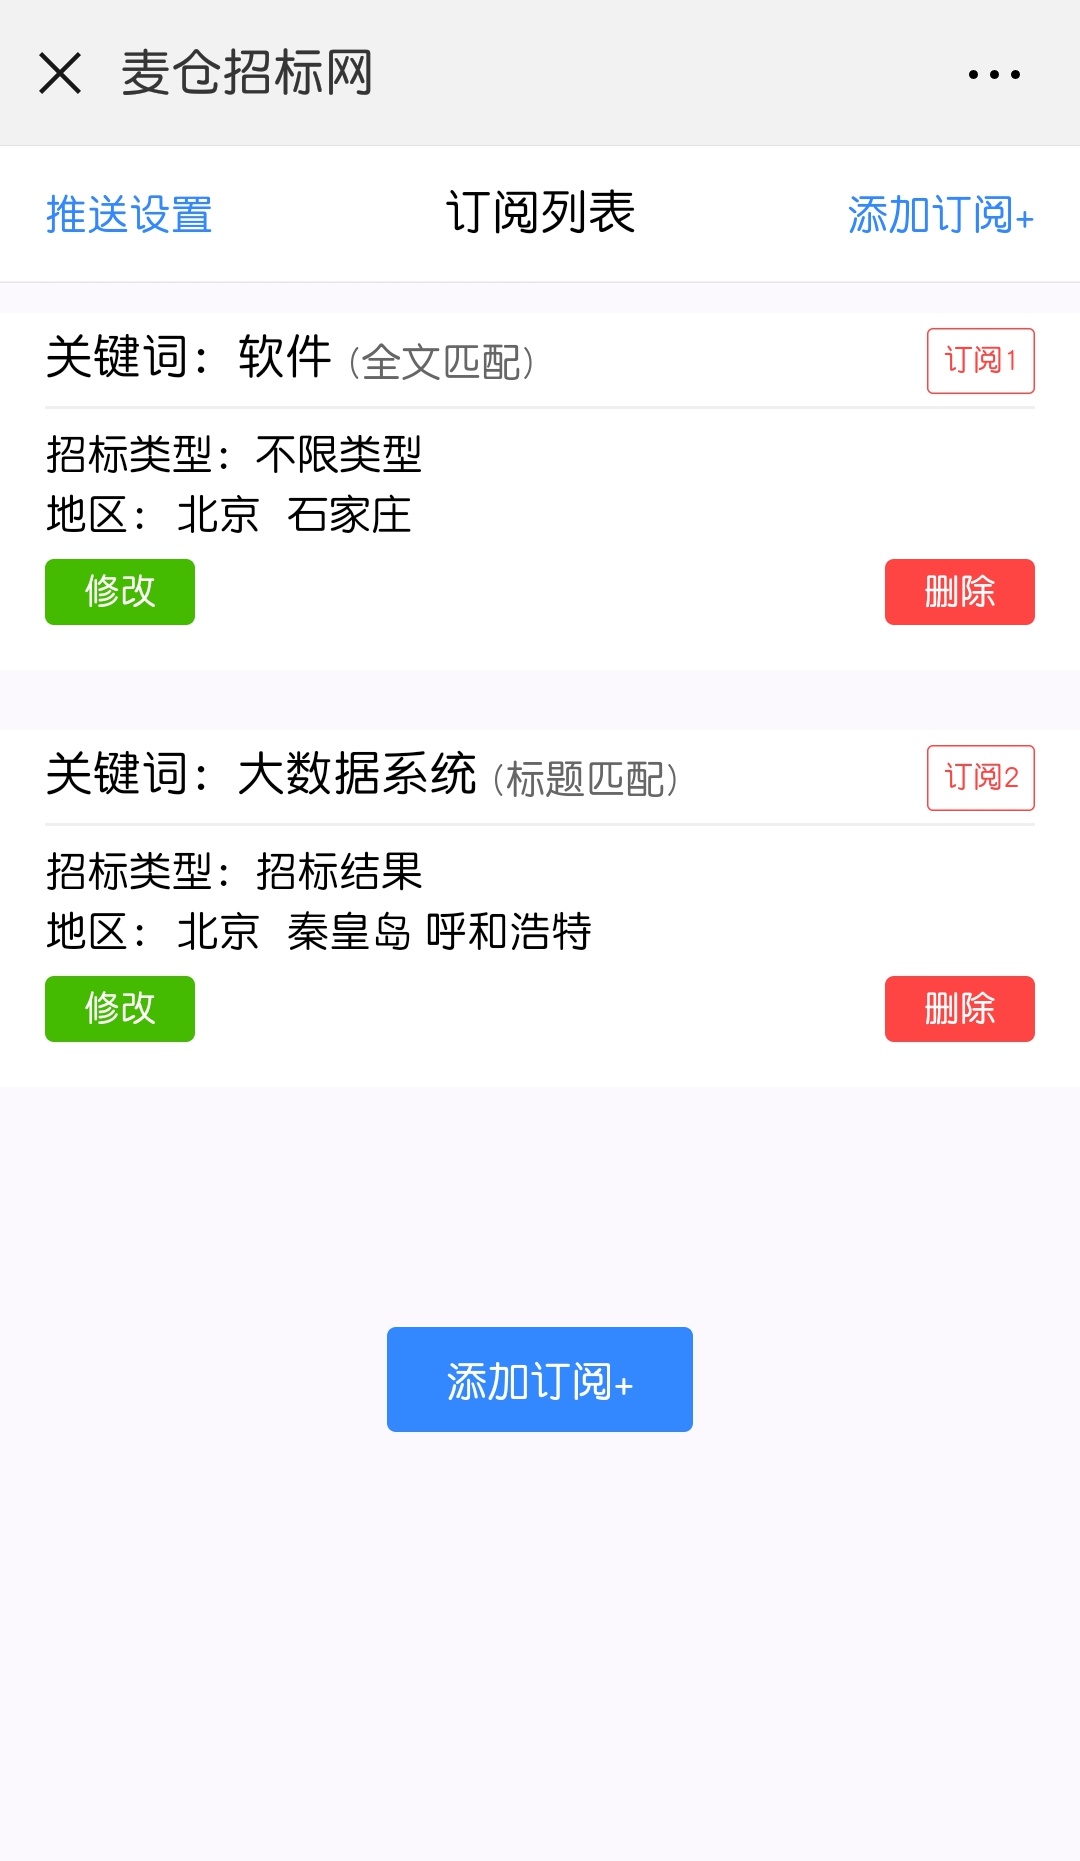 麦仓招标网
推送设置 订阅列表 添加订阅+
关键词：软件 (全文匹配) 订阅1
招标类型：不限类型
地区： 北京 石家庄
修改 删除
关键词：大数据系统 (标题匹配) 订阅2
招标类型：招标结果
地区： 北京 秦皇岛 呼和浩特
修改 删除
添加订阅+